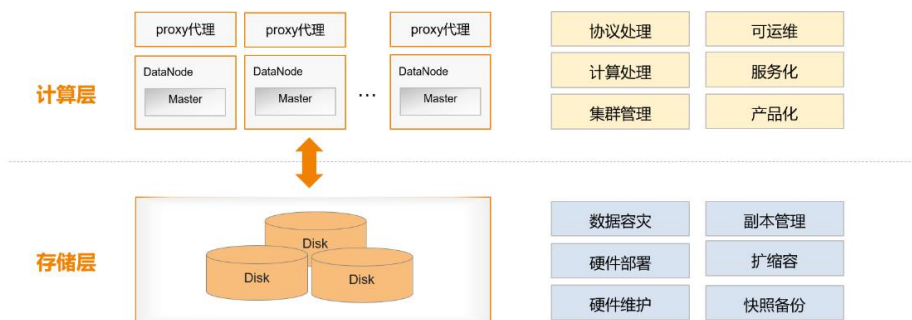 proxy代理
proxy代理
proxy代理
DataNode
DataNode
DataNode
Master
Master
...
Master
计算层
协议处理
可运维
计算处理
服务化
集群管理
产品化
存储层
Disk
Disk
Disk
数据容灾
副本管理
硬件部署
扩缩容
硬件维护
快照备份